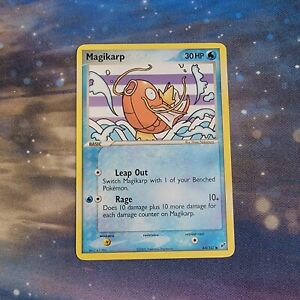 Magikarp 30 HP
BASIC
Leap Out
Switch Magikarp with 1 of your Benched
Pokémon.
Rage 10+
Does 10 damage plus 10 more damage
for each damage counter on Magikarp.